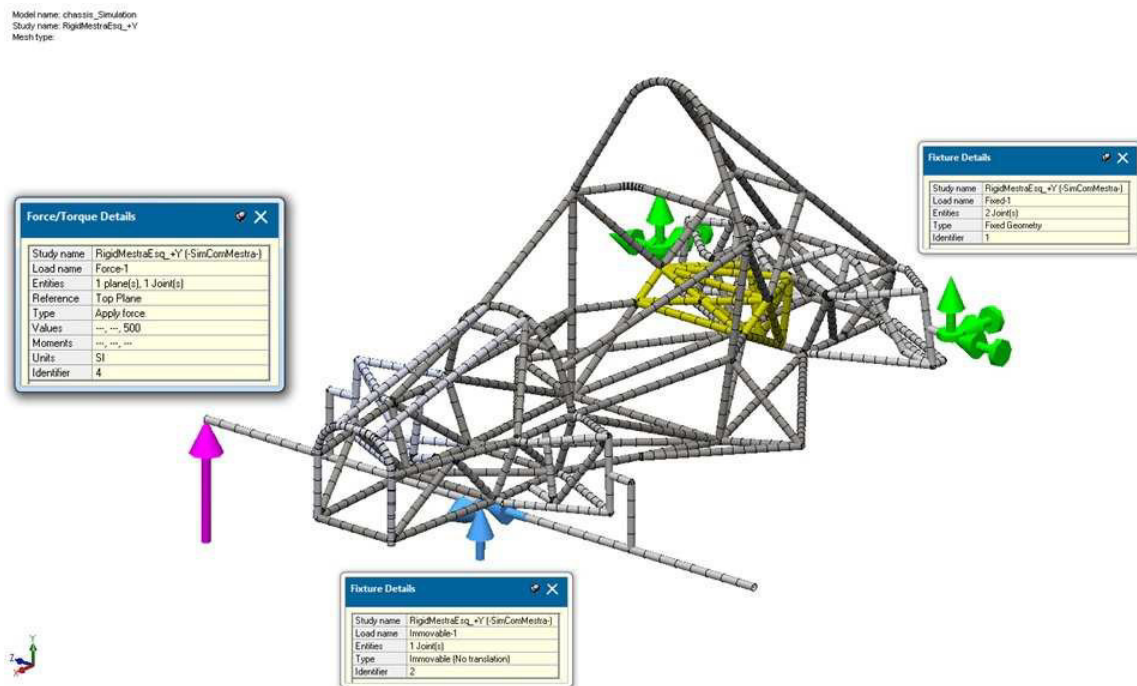 Model name: chassis_Simulation
Study name: RigidMestraEsq_+Y
Mesh type:
Fixture Details
Study name RigidMestraEsq_+Y (-SimComMestra-)
Load name Fixed-1
Entities 2 Joint(s)
Type Fixed Geometry
Identifier 1
Force/Torque Details
Study name RigidMestraEsq_+Y (-SimComMestra-)
Load name Force-1
Entities 1 plane(s), 1 Joint(s)
Reference Top Plane
Type Apply force
Values ---, ---, 500
Moments ---, ---, ---
Units SI
Identifier 4
Fixture Details
Study name RigidMestraEsq_+Y (-SimComMestra-)
Load name Immovable-1
Entities 1 Joint(s)
Type Immovable (No translation)
Identifier 2
Y
Z
X